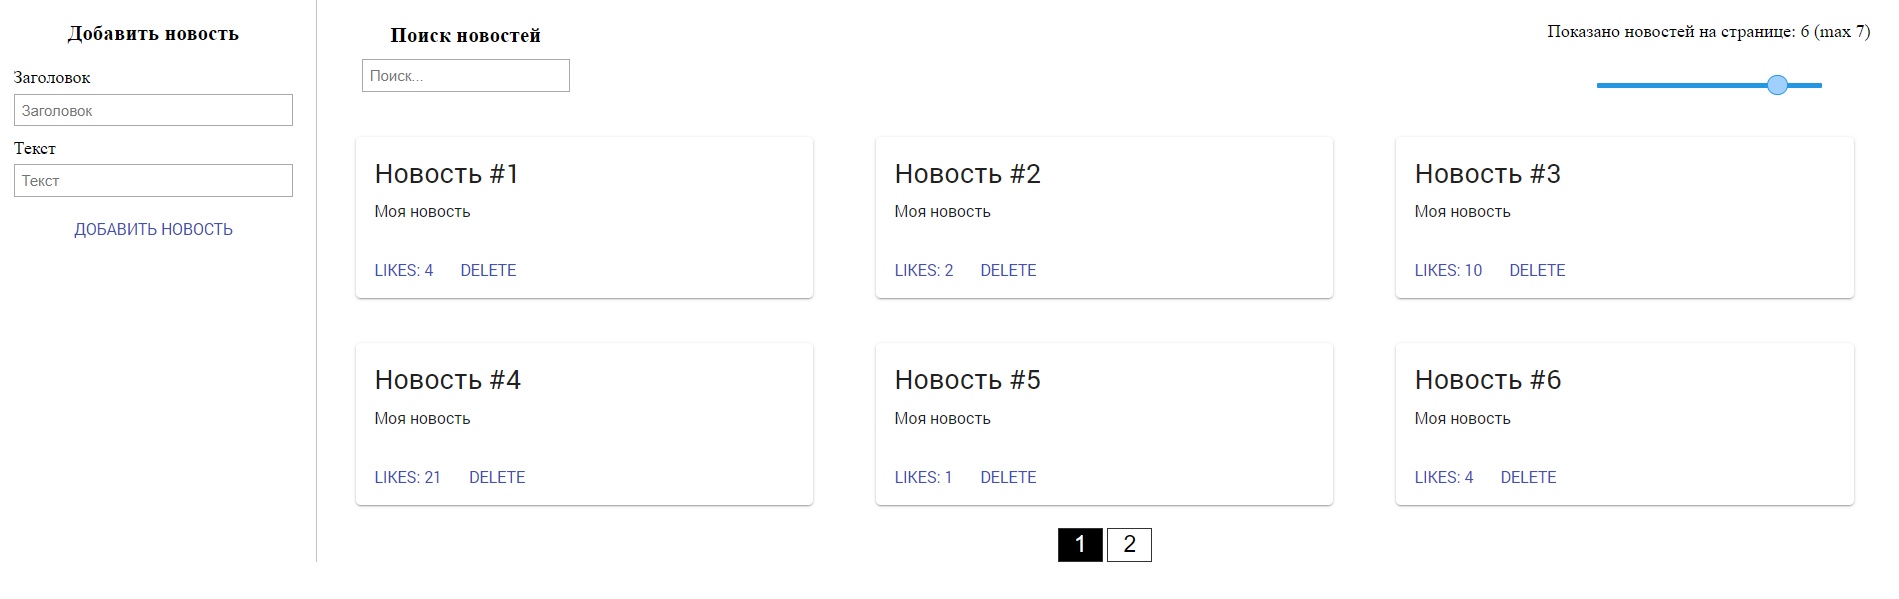 Добавить новость
Заголовок
Заголовок
Текст
Текст
ДОБАВИТЬ НОВОСТЬ
Поиск новостей
Поиск...
Показано новостей на странице: 6 (max 7)
Новость #1
Моя новость
LIKES: 4 DELETE
Новость #2
Моя новость
LIKES: 2 DELETE
Новость #3
Моя новость
LIKES: 10 DELETE
Новость #4
Моя новость
LIKES: 21 DELETE
Новость #5
Моя новость
LIKES: 1 DELETE
Новость #6
Моя новость
LIKES: 4 DELETE
1 2